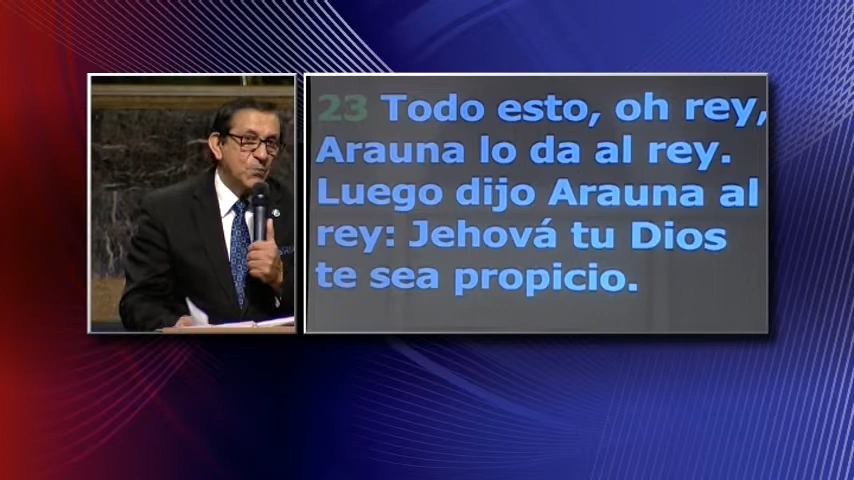 23 Todo esto, oh rey,
Arauna lo da al rey.
Luego dijo Arauna al
rey: Jehová tu Dios
te sea propicio.